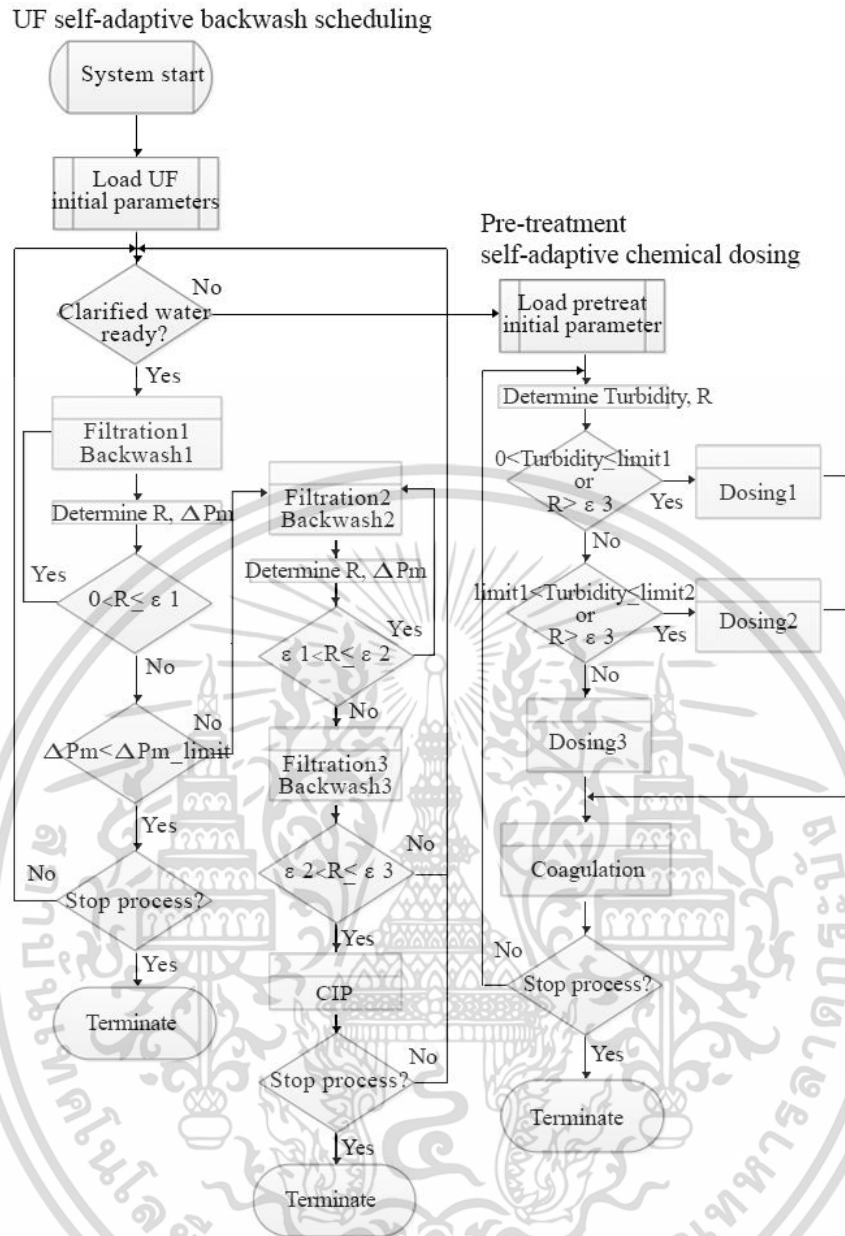 UF self-adaptive backwash scheduling
System start
Load UF
initial parameters
Clarified water
ready?
No
Yes
Filtration1
Backwash1
Determine R, ΔPm
Yes
0<R≤ ε 1
No
ΔPm<ΔPm_limit
No
Yes
Stop process?
No
Yes
Terminate
Filtration2
Backwash2
Determine R, ΔPm
Yes
ε 1<R≤ ε 2
No
Filtration3
Backwash3
ε 2<R≤ ε 3
No
Yes
CIP
Stop process?
No
Yes
Terminate
Pre-treatment
self-adaptive chemical dosing
Load pretreat
initial parameter
Determine Turbidity, R
0<Turbidity≤limit1
or
R> ε 3
Yes
Dosing1
No
limit1<Turbidity≤limit2
or
R> ε 3
Yes
Dosing2
No
Dosing3
Coagulation
Stop process?
No
Yes
Terminate